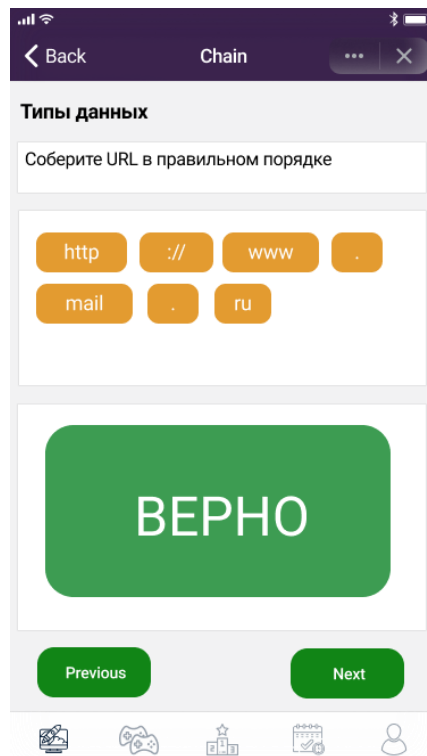 Back Chain
Типы данных
Соберите URL в правильном порядке
http :// www .
mail . ru
ВЕРНО
Previous Next